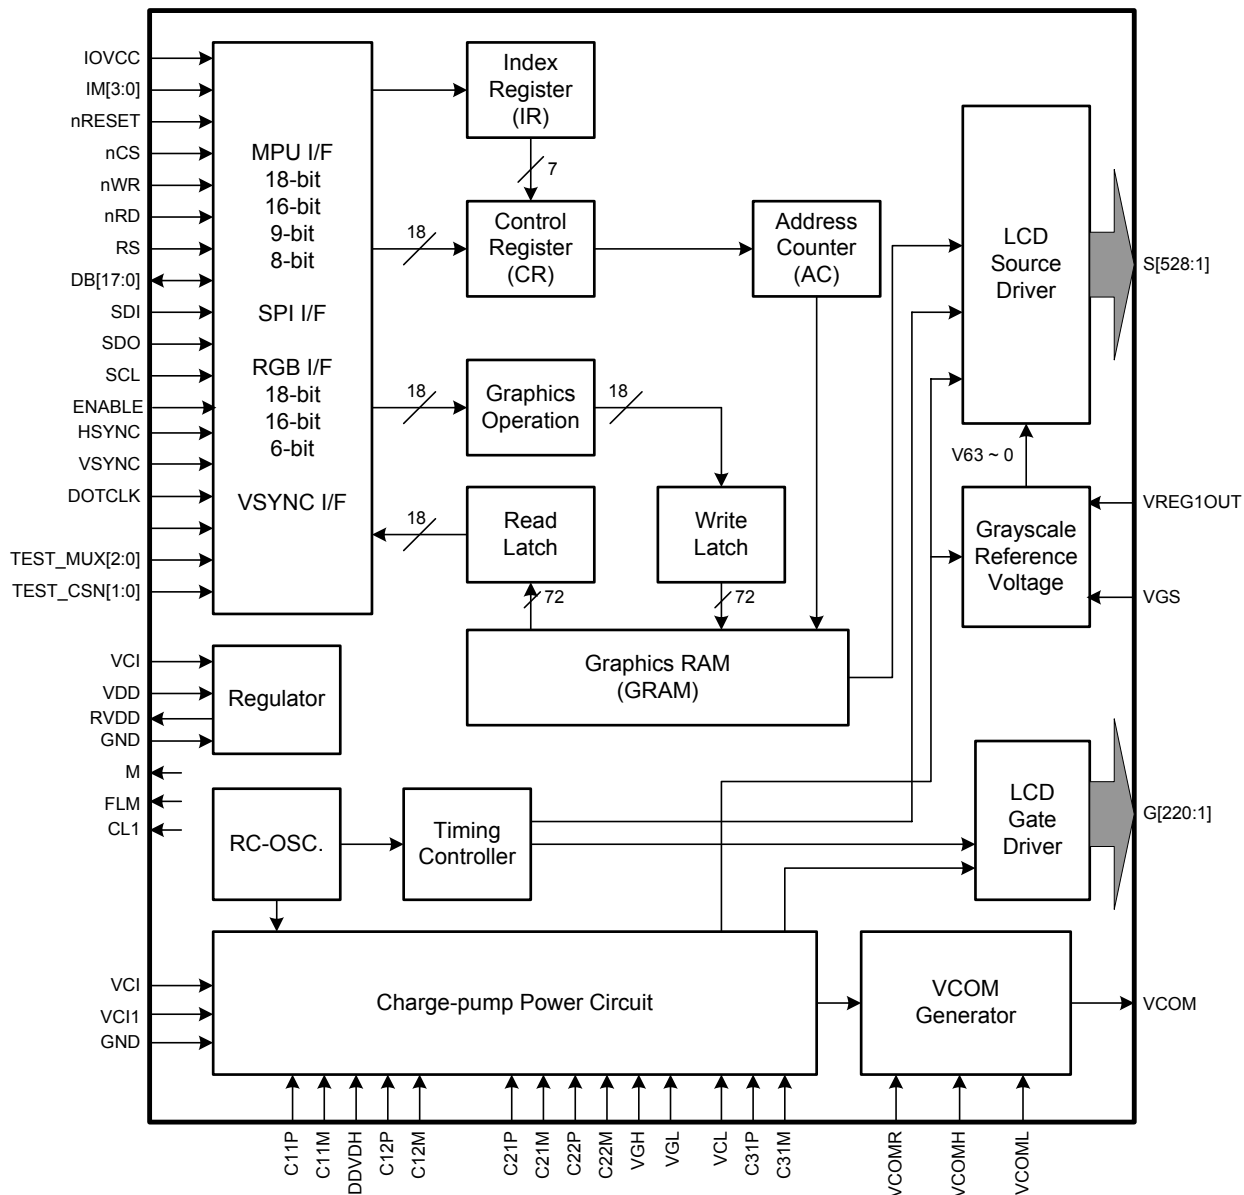 IOVCC
IM[3:0]
nRESET
nCS
nWR
nRD
RS
DB[17:0]
SDI
SDO
SCL
ENABLE
HSYNC
VSYNC
DOTCLK
TEST_MUX[2:0]
TEST_CSN[1:0]
MPU I/F
18-bit
16-bit
9-bit
8-bit
SPI I/F
RGB I/F
18-bit
16-bit
6-bit
VSYNC I/F
Index
Register
(IR)
7
18
Control
Register
(CR)
Address
Counter
(AC)
LCD
Source
Driver
S[528:1]
18
Graphics
Operation
18
V63 ~ 0
18
Read
Latch
Write
Latch
Grayscale
Reference
Voltage
VREG1OUT
VGS
72
72
Graphics RAM
(GRAM)
VCI
VDD
RVDD
GND
Regulator
M
FLM
CL1
RC-OSC.
Timing
Controller
LCD
Gate
Driver
G[220:1]
VCI
VCI1
GND
Charge-pump Power Circuit
VCOM
Generator
VCOM
C11P
C11M
DDVDH
C12P
C12M
C21P
C21M
C22P
C22M
VGH
VGL
VCL
C31P
C31M
VCOMR
VCOMH
VCOML